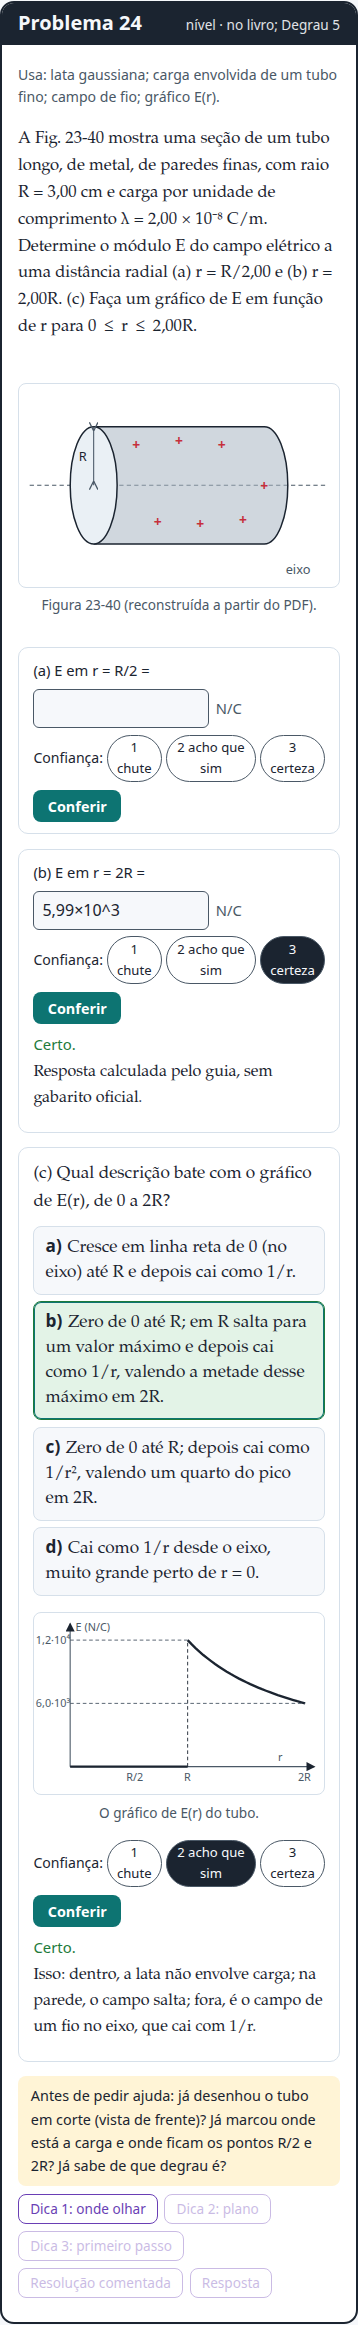 Problema 24
nível · no livro; Degrau 5
Usa: lata gaussiana; carga envolvida de um tubo
fino; campo de fio; gráfico E(r).
A Fig. 23-40 mostra uma seção de um tubo
longo, de metal, de paredes finas, com raio
R = 3,00 cm e carga por unidade de
comprimento λ = 2,00 × 10⁻⁸ C/m.
Determine o módulo E do campo elétrico a
uma distância radial (a) r = R/2,00 e (b) r =
2,00R. (c) Faça um gráfico de E em função
de r para 0 ≤ r ≤ 2,00R.
R
+ + +
+
+ + +
eixo
Figura 23-40 (reconstruída a partir do PDF).
(a) E em r = R/2 =
N/C
Confiança:
1
chute
2 acho que
sim
3
certeza
Conferir
(b) E em r = 2R =
5,99×10^3 N/C
Confiança:
1
chute
2 acho que
sim
3
certeza
Conferir
Certo.
Resposta calculada pelo guia, sem
gabarito oficial.
(c) Qual descrição bate com o gráfico
de E(r), de 0 a 2R?
a) Cresce em linha reta de 0 (no
eixo) até R e depois cai como 1/r.
b) Zero de 0 até R; em R salta para
um valor máximo e depois cai
como 1/r, valendo a metade desse
máximo em 2R.
c) Zero de 0 até R; depois cai como
1/r², valendo um quarto do pico
em 2R.
d) Cai como 1/r desde o eixo,
muito grande perto de r = 0.
E (N/C)
1,2·10⁴
6,0·10³
r
R/2 R 2R
O gráfico de E(r) do tubo.
Confiança:
1
chute
2 acho que
sim
3
certeza
Conferir
Certo.
Isso: dentro, a lata não envolve carga; na
parede, o campo salta; fora, é o campo de
um fio no eixo, que cai com 1/r.
Antes de pedir ajuda: já desenhou o tubo
em corte (vista de frente)? Já marcou onde
está a carga e onde ficam os pontos R/2 e
2R? Já sabe de que degrau é?
Dica 1: onde olhar
Dica 2: plano
Dica 3: primeiro passo
Resolução comentada
Resposta